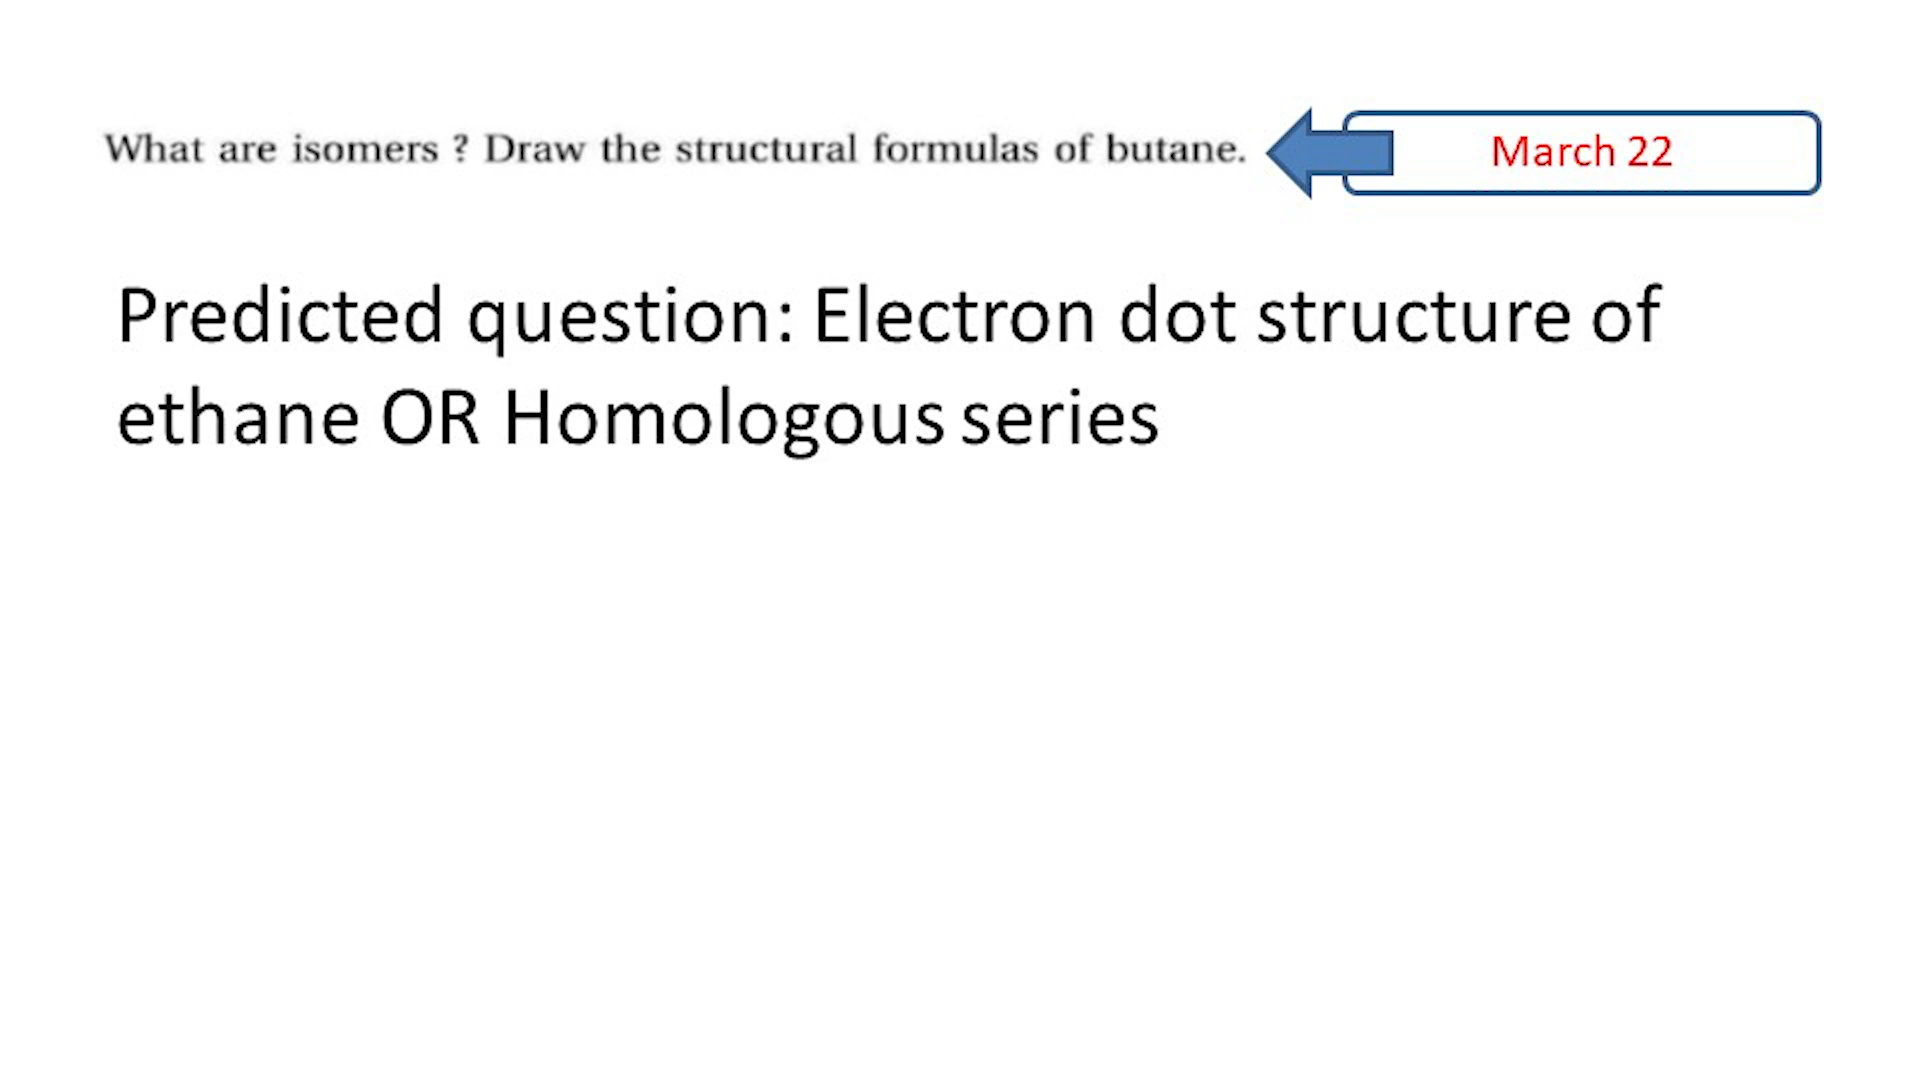 What are isomers ? Draw the structural formulas of butane.
March 22
Predicted question: Electron dot structure of
ethane OR Homologous series